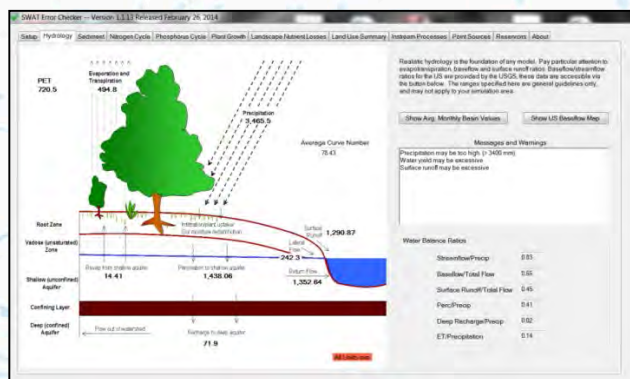 SWAT Error Checker -- Version 1.1.11 Released February 26, 2014
Setup Hydrology Sediment Nitrogen Cycle Phosphorus Cycle Plant Growth Landscape Nutrient Losses Land Use Summary Instream Processes Point Sources Reservoirs About
PET
720.5
Evaporation and
Transpiration
494.8
Precipitation
3,465.5
Average Curve Number
78.43
Root Zone
Infiltration/plant uptake/
Soil moisture redistribution
Surface
Runoff
1,290.87
Vadose (unsaturated)
Zone
Lateral
Flow
242.3
Shallow (unconfined)
Aquifer
Revap from shallow aquifer
14.41
Percolation to shallow aquifer
1,438.06
Return Flow
1,352.64
Confining Layer
Deep (confined)
Aquifer
Flow out of watershed
Recharge to deep aquifer
71.9
All Units mm
Realistic hydrology is the foundation of any model. Pay particular attention to
evapotranspiration, baseflow and surface runoff ratios. Baseflow/streamflow
ratios for the US are provided by the USGS, these data are accessible via
the button below. The ranges specified here are general guidelines only,
and may not apply to your simulation area.
Show Avg. Monthly Basin Values
Show US Baseflow Map
Messages and Warnings
Precipitation may be too high (> 3400 mm)
Water yield may be excessive
Surface runoff may be excessive
Water Balance Ratios
Streamflow/Precip 0.83
Baseflow/Total Flow 0.55
Surface Runoff/Total Flow 0.45
Perc/Precip 0.41
Deep Recharge/Precip 0.02
ET/Precipitation 0.14